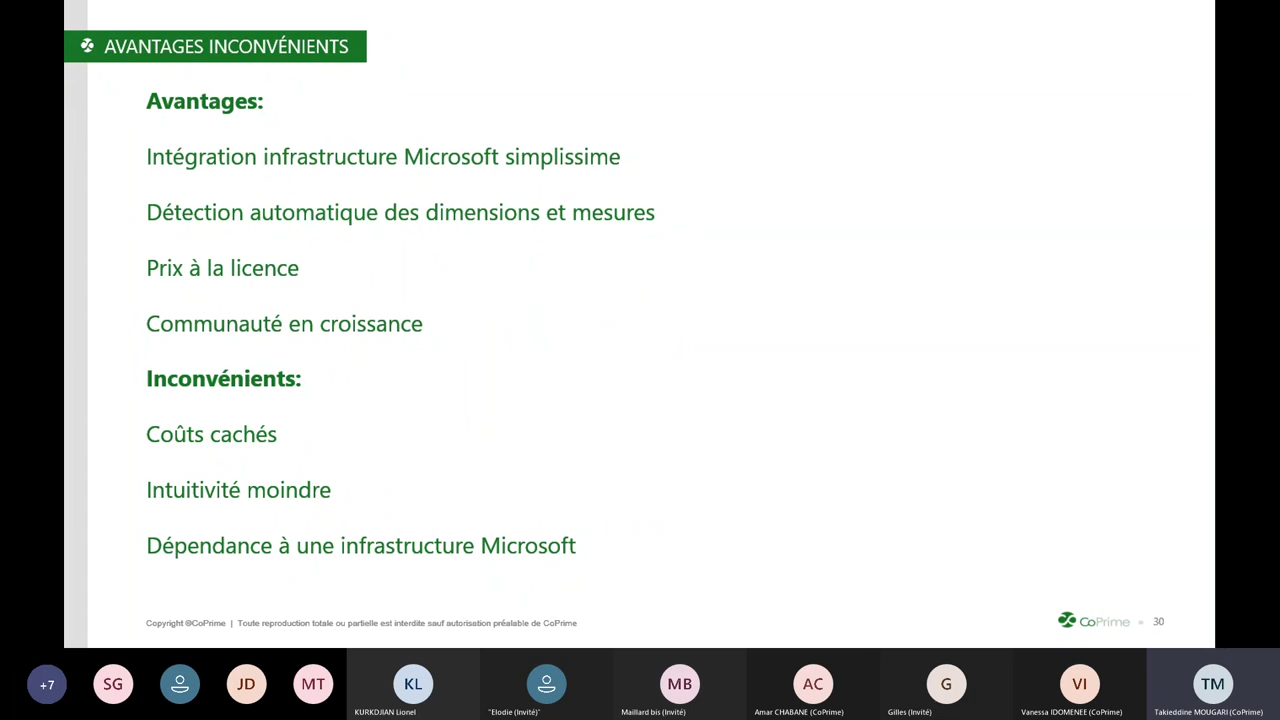 AVANTAGES INCONVÉNIENTS
Avantages:
Intégration infrastructure Microsoft simplissime
Détection automatique des dimensions et mesures
Prix à la licence
Communauté en croissance
Inconvénients:
Coûts cachés
Intuitivité moindre
Dépendance à une infrastructure Microsoft
Copyright ©CoPrime | Toute reproduction totale ou partielle est interdite sauf autorisation préalable de CoPrime
CoPrime • 30
+7 SG JD MT KL MB AC G VI TM
KURKDJIAN Lionel "Elodie (Invité)" Maillard bis (Invité) Amar CHABANE (CoPrime) Gilles (Invité) Vanessa IDOMENEE (CoPrime) Takieddine MOUGARI (CoPrime)